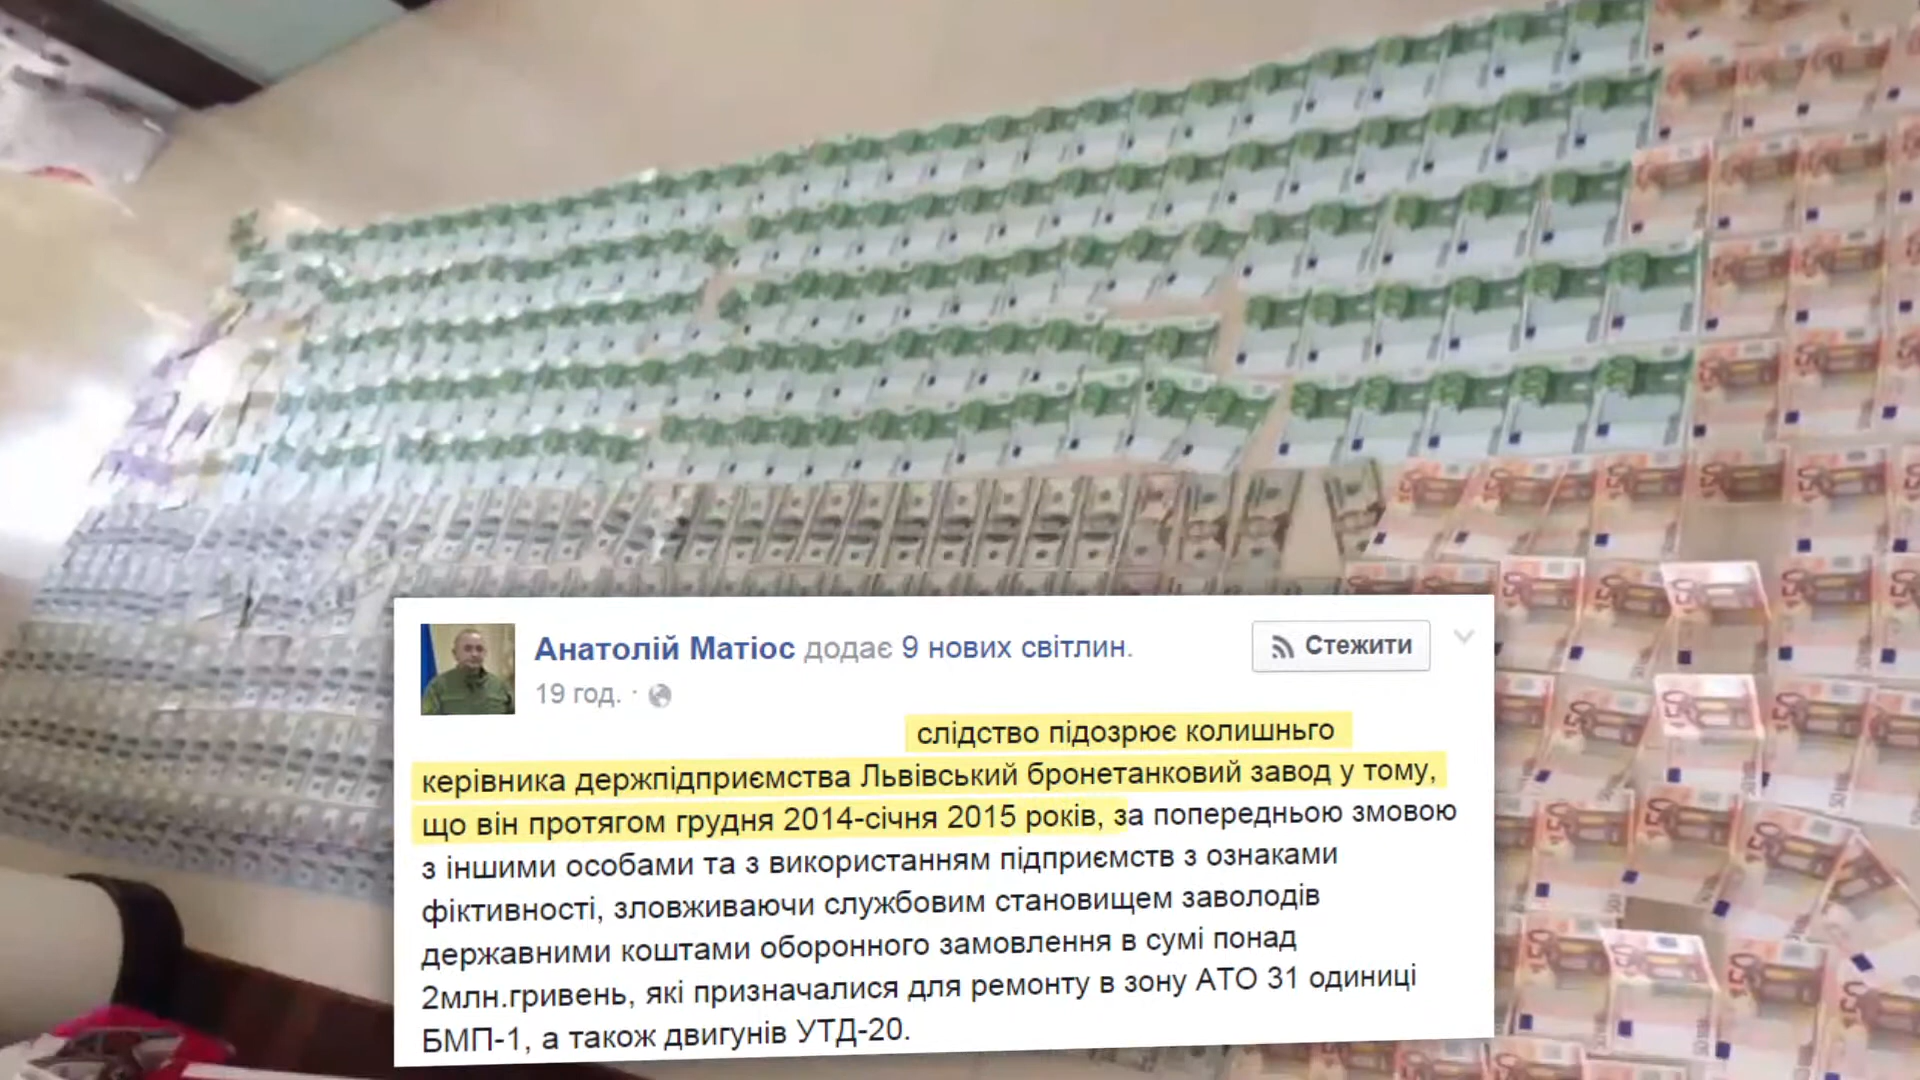 Анатолій Матіос додає 9 нових світлин.
Стежити
19 год.
слідство підозрює колишньго
керівника держпідприємства Львівський бронетанковий завод у тому,
що він протягом грудня 2014-січня 2015 років, за попередньою змовою
з іншими особами та з використанням підприємств з ознаками
фіктивності, зловживаючи службовим становищем заволодів
державними коштами оборонного замовлення в сумі понад
2млн.гривень, які призначалися для ремонту в зону АТО 31 одиниці
БМП-1, а також двигунів УТД-20.